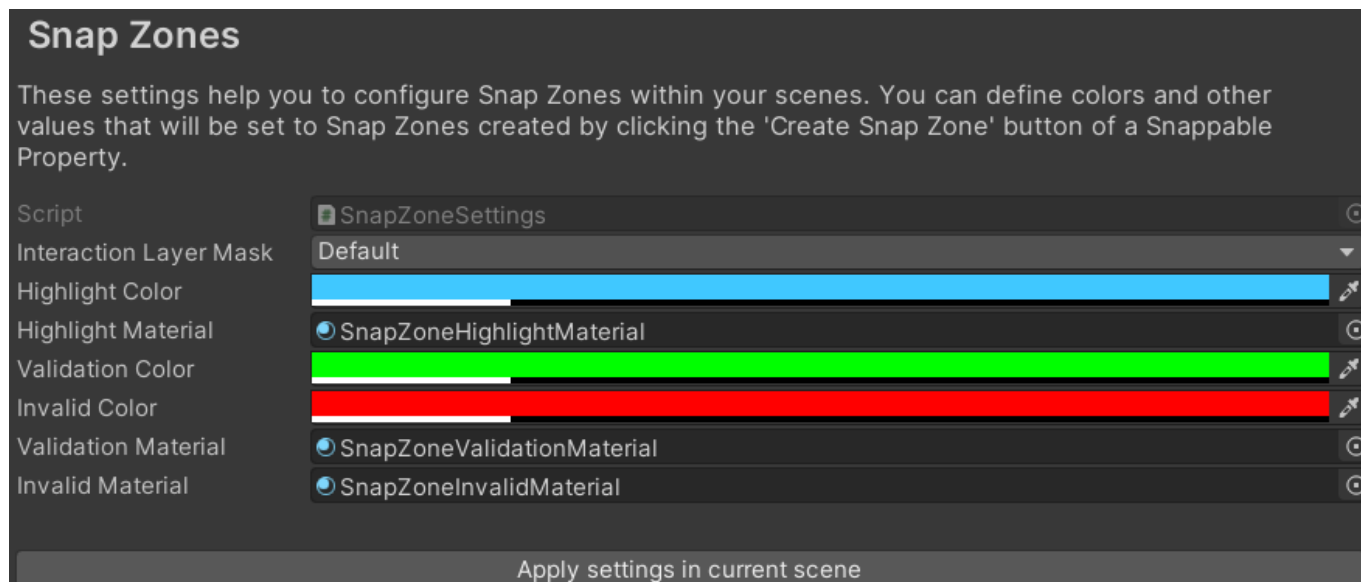 Snap Zones
These settings help you to configure Snap Zones within your scenes. You can define colors and other
values that will be set to Snap Zones created by clicking the 'Create Snap Zone' button of a Snappable
Property.
Script SnapZoneSettings
Interaction Layer Mask Default
Highlight Color
Highlight Material SnapZoneHighlightMaterial
Validation Color
Invalid Color
Validation Material SnapZoneValidationMaterial
Invalid Material SnapZoneInvalidMaterial
Apply settings in current scene